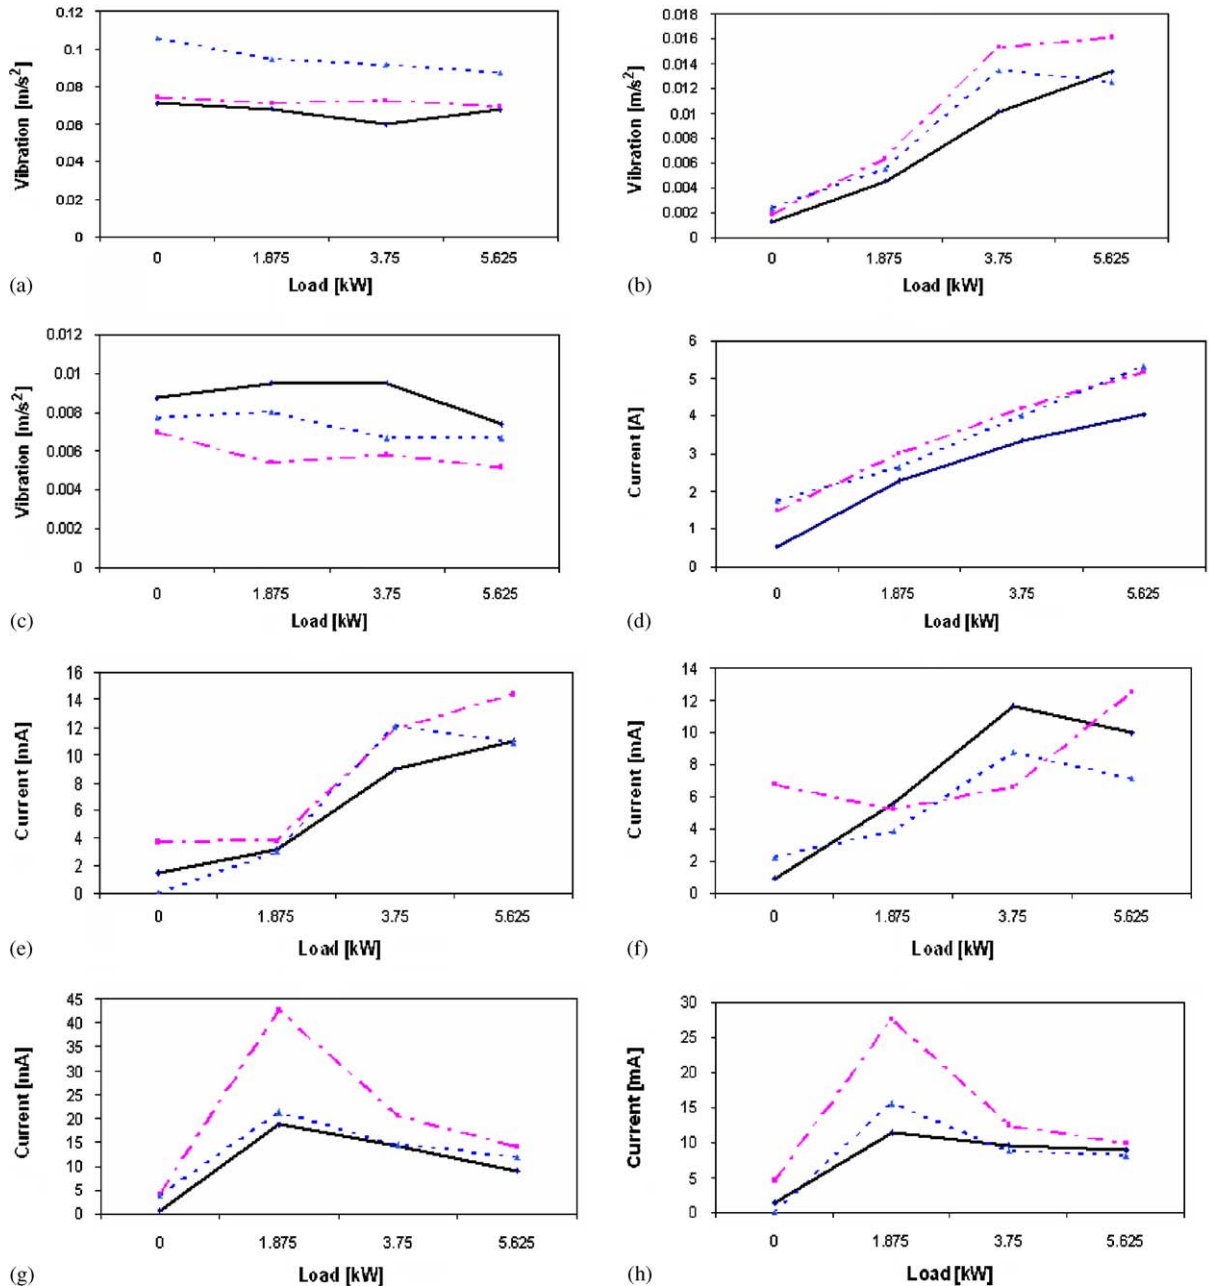 0.12
0.1
0.08
0.06
0.04
0.02
0
Vibration [m/s²]
0 1.875 3.75 5.625
Load [kW]
(a)
0.018
0.016
0.014
0.012
0.010
0.008
0.006
0.004
0.002
0
Vibration [m/s²]
0 1.875 3.75 5.625
Load [kW]
(b)
0.012
0.01
0.008
0.006
0.004
0.002
0
Vibration [m/s²]
0 1.875 3.75 5.625
Load [kW]
(c)
6
5
4
3
2
1
0
Current [A]
0 1.875 3.75 5.625
Load [kW]
(d)
16
14
12
10
8
6
4
2
0
Current [mA]
0 1.875 3.75 5.625
Load [kW]
(e)
14
12
10
8
6
4
2
0
Current [mA]
0 1.875 3.75 5.625
Load [kW]
(f)
45
40
35
30
25
20
15
10
5
0
Current [mA]
0 1.875 3.75 5.625
Load [kW]
(g)
30
25
20
15
10
5
0
Current [mA]
0 1.875 3.75 5.625
Load [kW]
(h)